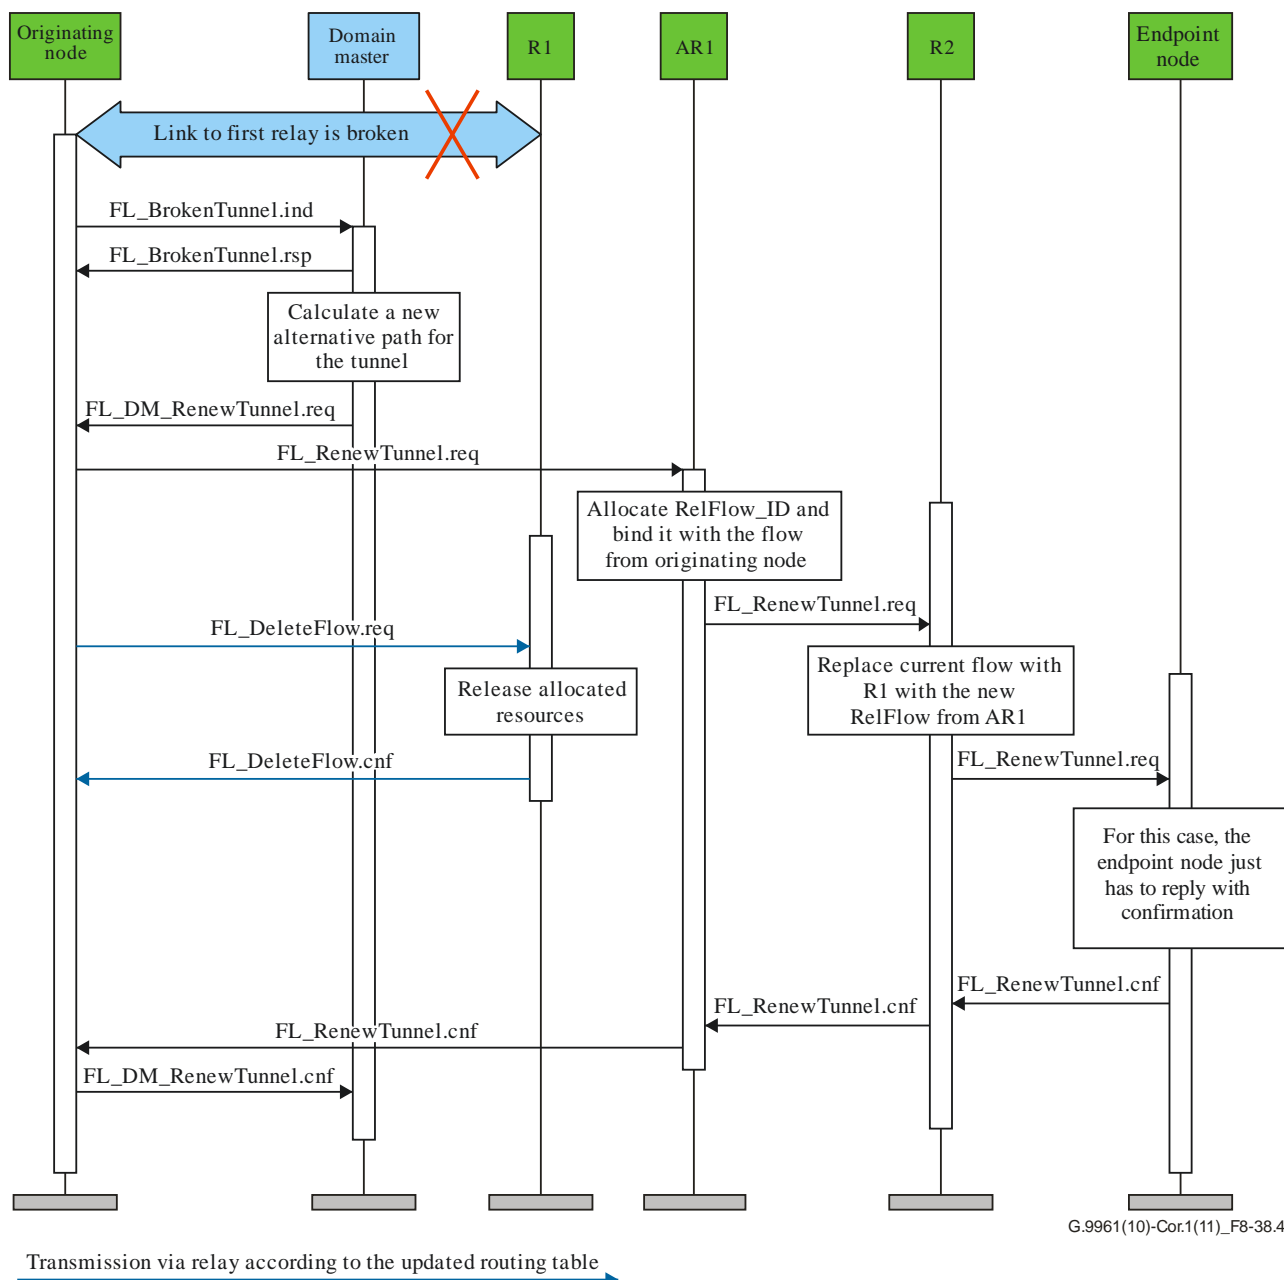 Originating
node
Domain
master
R1
AR1
R2
Endpoint
node
Link to first relay is broken
FL_BrokenTunnel.ind
FL_BrokenTunnel.rsp
Calculate a new
alternative path for
the tunnel
FL_DM_RenewTunnel.req
FL_RenewTunnel.req
Allocate RelFlow_ID and
bind it with the flow
from originating node
FL_RenewTunnel.req
FL_DeleteFlow.req
Replace current flow with
R1 with the new
RelFlow from AR1
Release allocated
resources
FL_DeleteFlow.cnf
FL_RenewTunnel.req
For this case, the
endpoint node just
has to reply with
confirmation
FL_RenewTunnel.cnf
FL_RenewTunnel.cnf
FL_RenewTunnel.cnf
FL_DM_RenewTunnel.cnf
G.9961(10)-Cor.1(11)_F8-38.4
Transmission via relay according to the updated routing table